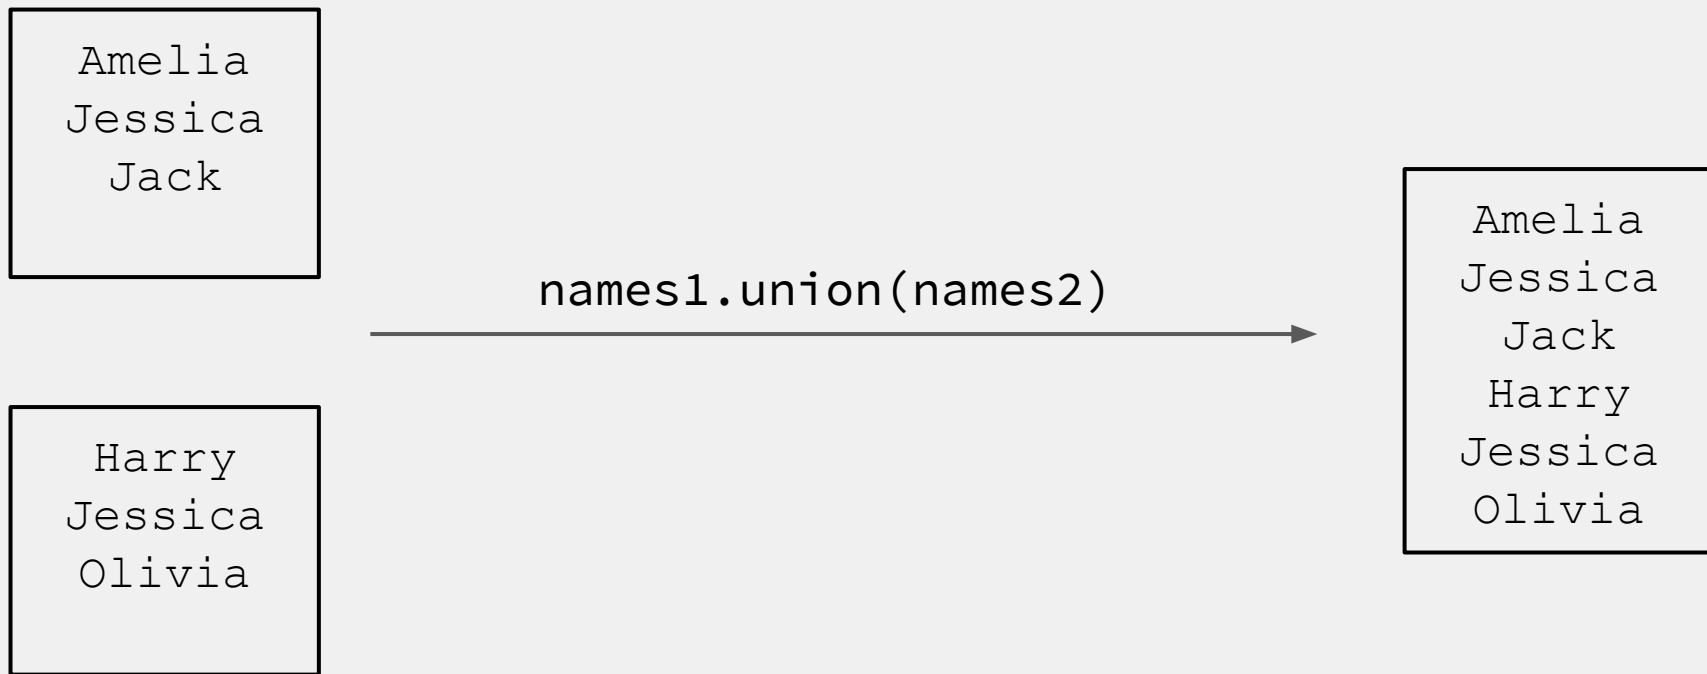 Amelia
Jessica
Jack
Harry
Jessica
Olivia
names1.union(names2)
Amelia
Jessica
Jack
Harry
Jessica
Olivia